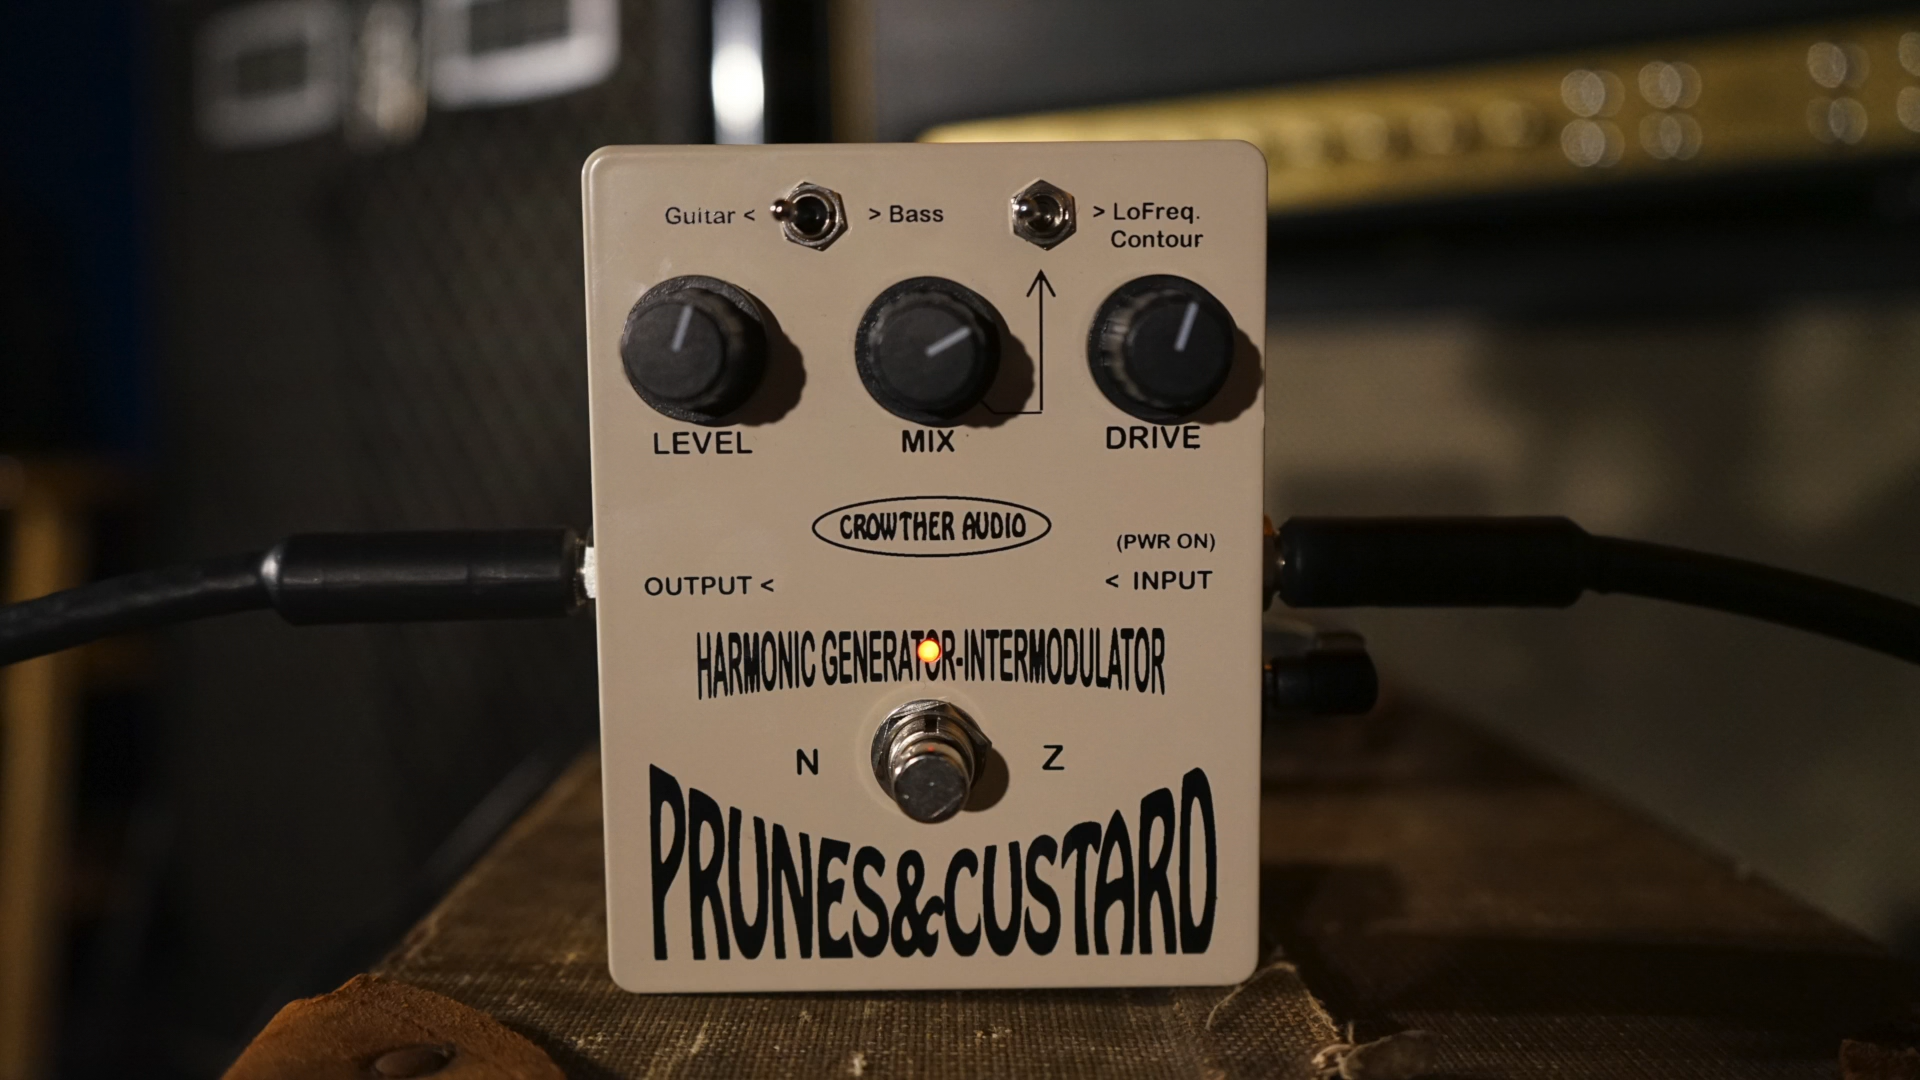 Guitar < > Bass > LoFreq.
Contour
LEVEL MIX DRIVE
CROWTHER AUDIO
(PWR ON)
OUTPUT < < INPUT
HARMONIC GENERATOR-INTERMODULATOR
N Z
PRUNES & CUSTARD